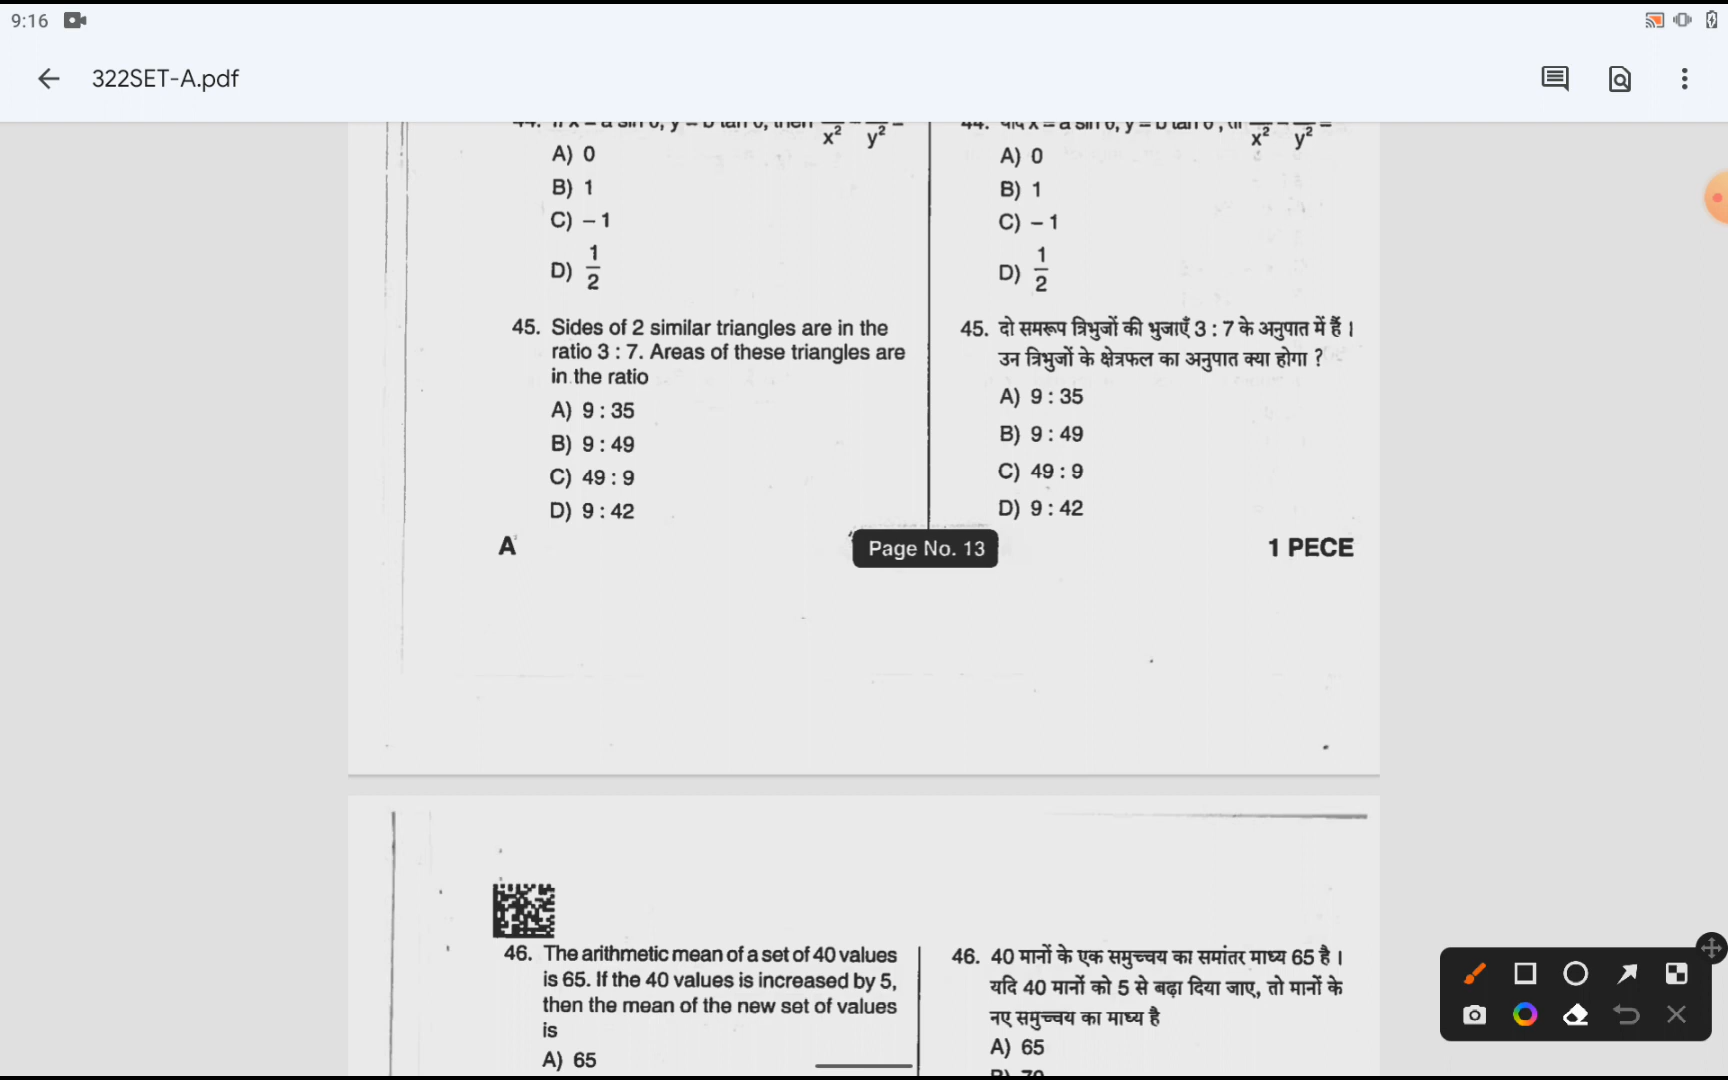 9:16
322SET-A.pdf
x² y²
A) 0
B) 1
C) – 1
D) 1/2
45. Sides of 2 similar triangles are in the
ratio 3 : 7. Areas of these triangles are
in the ratio
A) 9 : 35
B) 9 : 49
C) 49 : 9
D) 9 : 42
A
x² y²
A) 0
B) 1
C) – 1
D) 1/2
45. दो समरूप त्रिभुजों की भुजाएँ 3 : 7 के अनुपात में हैं ।
उन त्रिभुजों के क्षेत्रफल का अनुपात क्या होगा ?
A) 9 : 35
B) 9 : 49
C) 49 : 9
D) 9 : 42
Page No. 13
1 PECE
46. The arithmetic mean of a set of 40 values
is 65. If the 40 values is increased by 5,
then the mean of the new set of values
is
A) 65
46. 40 मानों के एक समुच्चय का समांतर माध्य 65 है ।
यदि 40 मानों को 5 से बढ़ा दिया जाए, तो मानों के
नए समुच्चय का माध्य है
A) 65